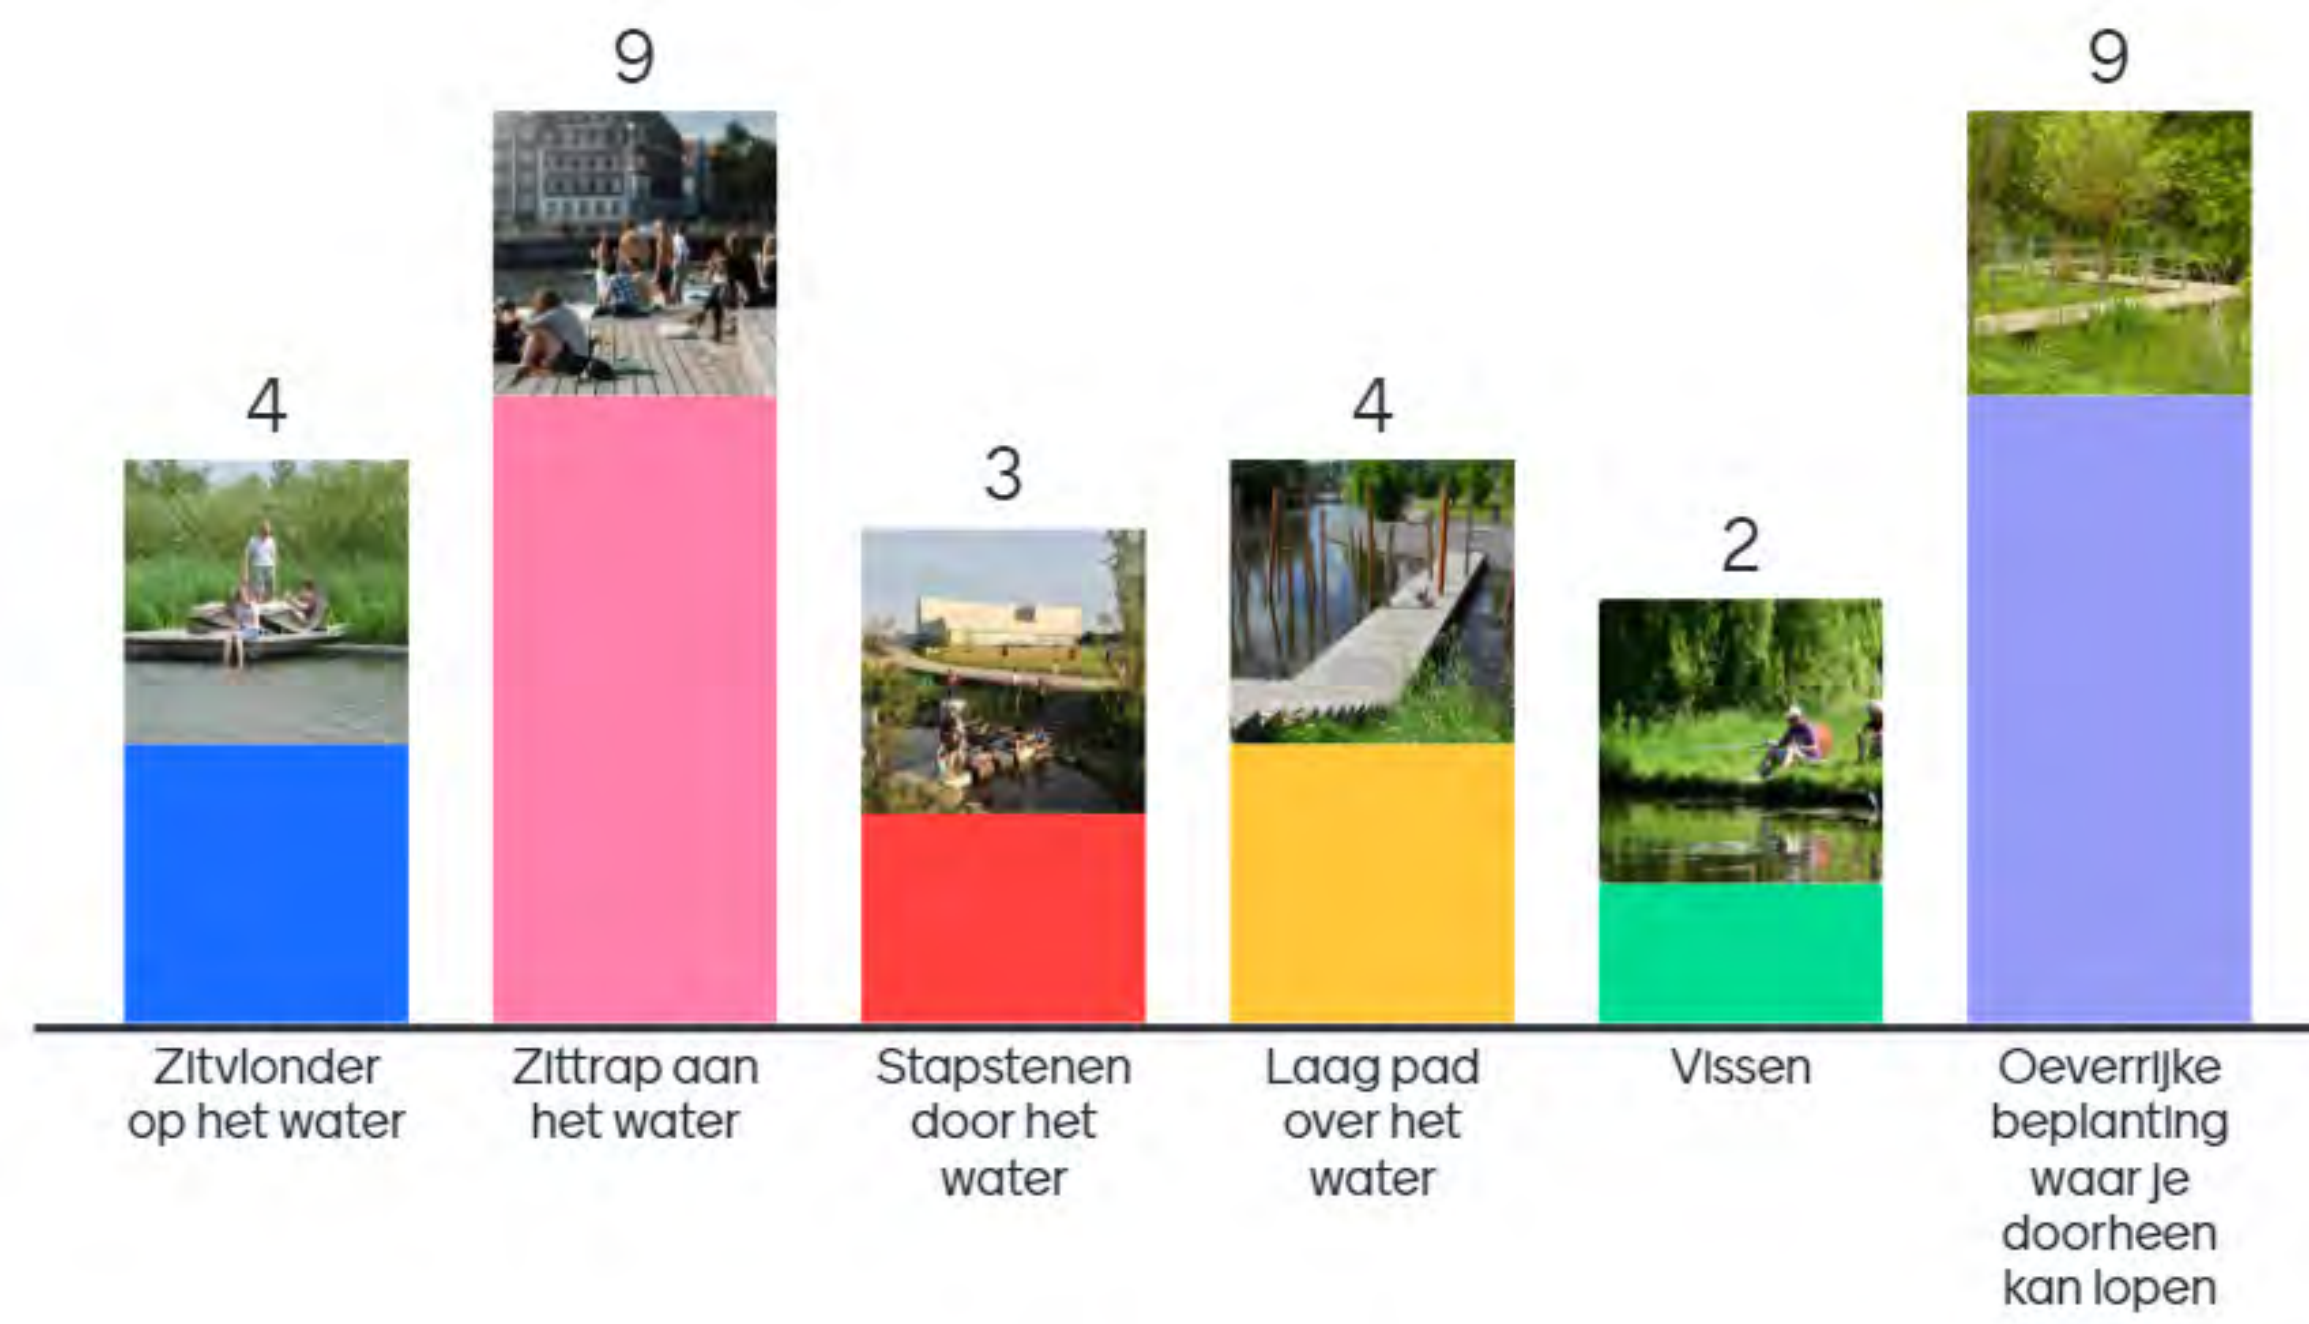 4
9
3
4
2
9
Zitvlonder
op het water
Zittrap aan
het water
Stapstenen
door het
water
Laag pad
over het
water
Vissen
Oeverrijke
beplanting
waar je
doorheen
kan lopen